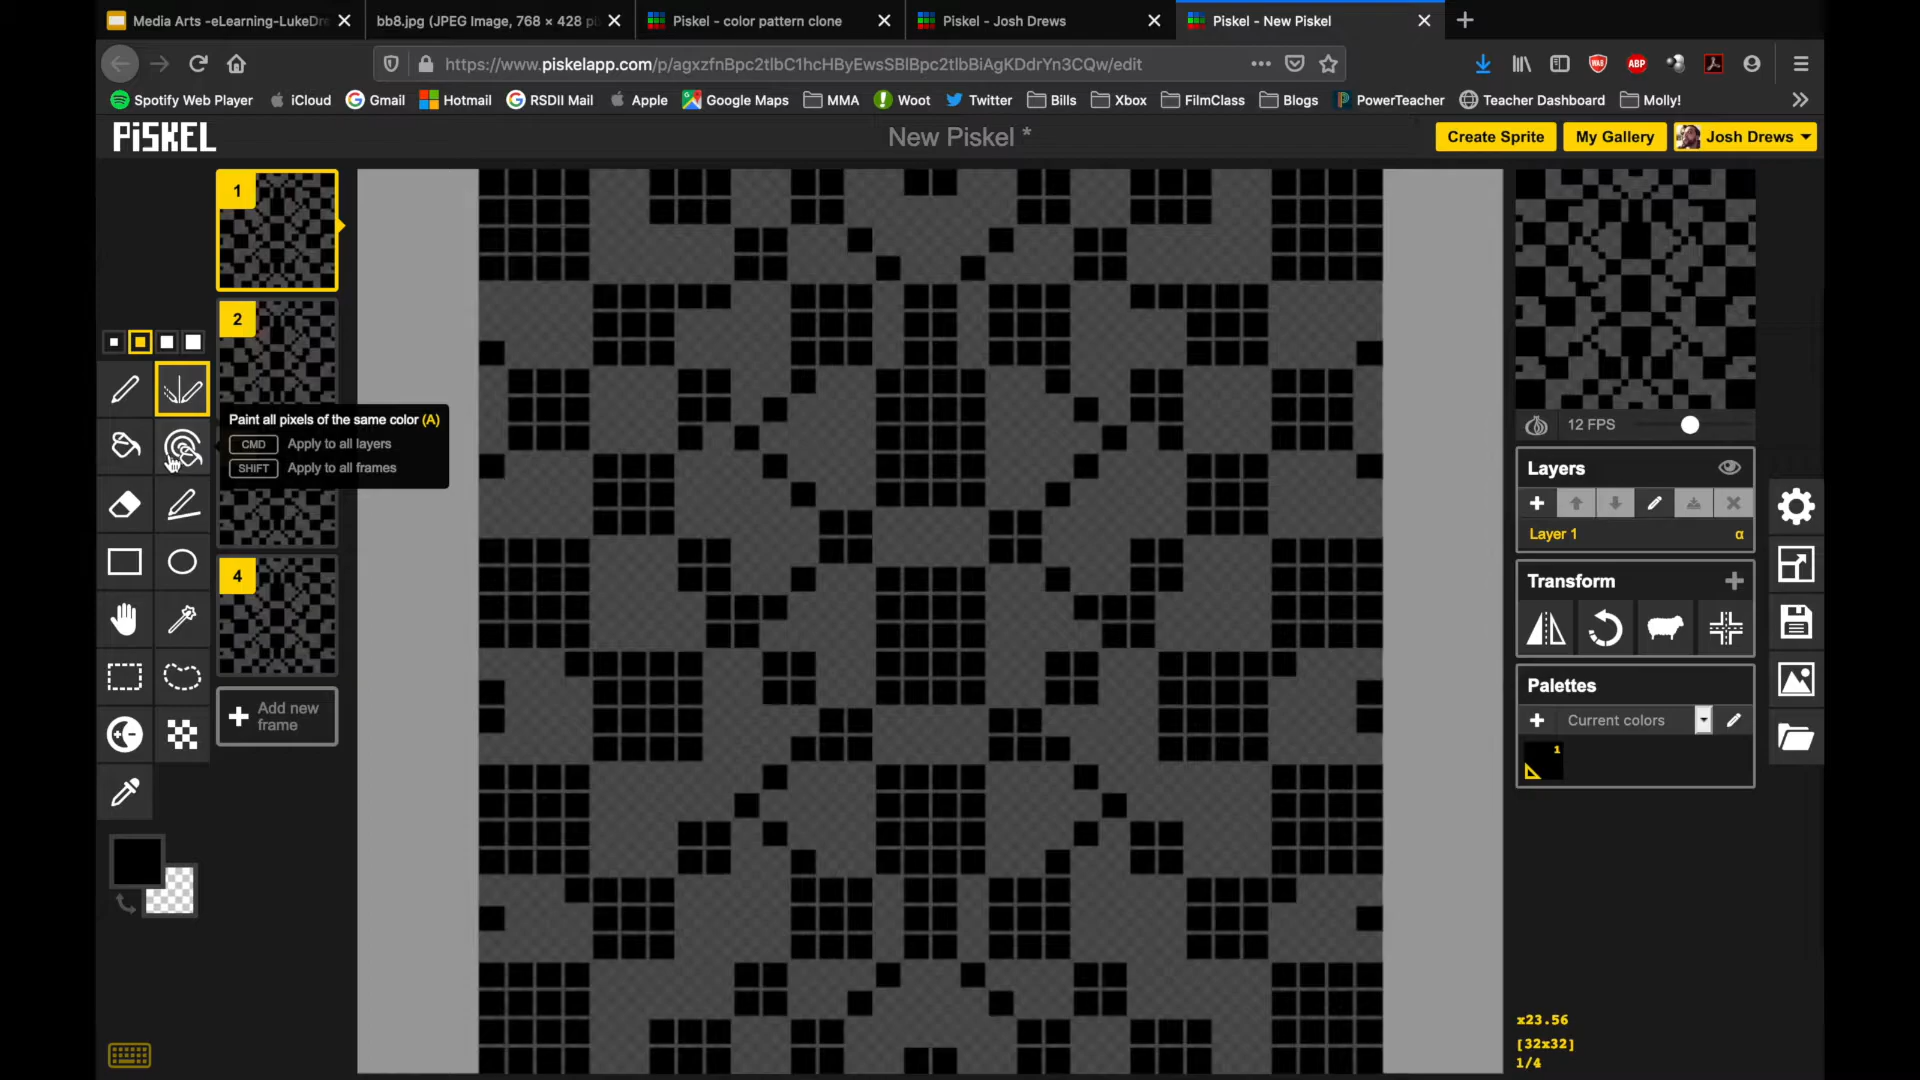 Media Arts -eLearning-LukeDre
bb8.jpg (JPEG Image, 768 × 428 pi
Piskel - color pattern clone
Piskel - Josh Drews
Piskel - New Piskel
https://www.piskelapp.com/p/agxzfnBpc2tlbC1hcHByEwsSBlBpc2tlbBiAgKDdrYn3CQw/edit
Spotify Web Player
iCloud
Gmail
Hotmail
RSDII Mail
Apple
Google Maps
MMA
Woot
Twitter
Bills
Xbox
FilmClass
Blogs
PowerTeacher
Teacher Dashboard
Molly!
PiSKEL
New Piskel *
Create Sprite
My Gallery
Josh Drews
1
2
Paint all pixels of the same color (A)
CMD Apply to all layers
SHIFT Apply to all frames
4
Add new
frame
12 FPS
Layers
Layer 1
α
Transform
Palettes
Current colors
1
x23.56
[32x32]
1/4
ABP